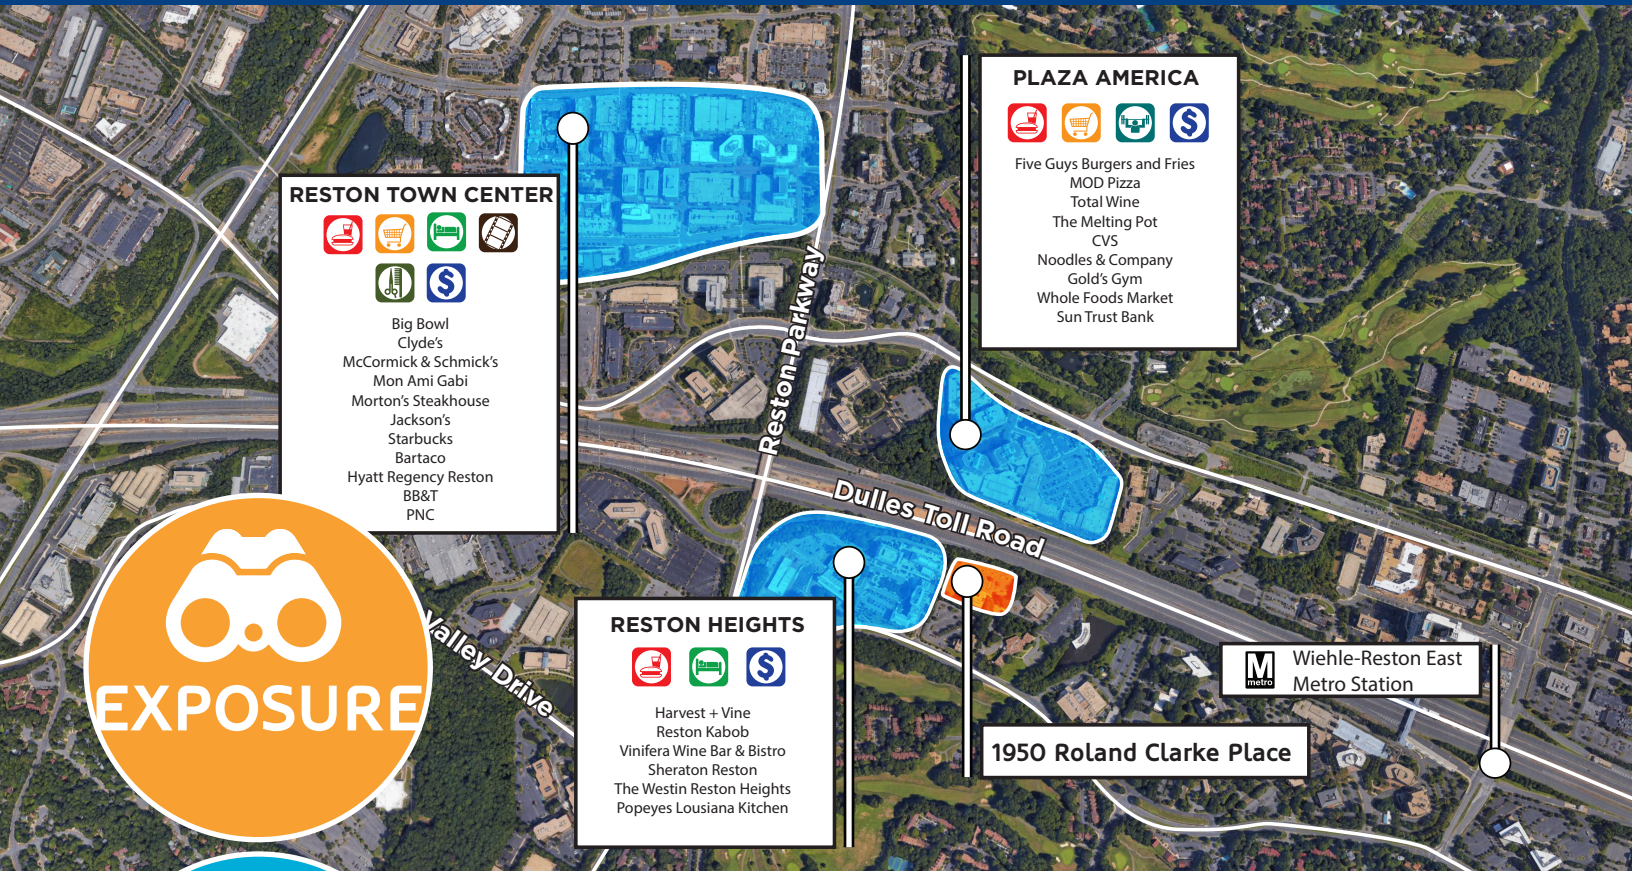 PLAZA AMERICA
Five Guys Burgers and Fries
MOD Pizza
Total Wine
The Melting Pot
CVS
Noodles & Company
Gold's Gym
Whole Foods Market
Sun Trust Bank
RESTON TOWN CENTER
Big Bowl
Clyde's
McCormick & Schmick's
Mon Ami Gabi
Morton's Steakhouse
Jackson's
Starbucks
Bartaco
Hyatt Regency Reston
BB&T
PNC
Reston Parkway
Dulles Toll Road
EXPOSURE
Valley Drive
RESTON HEIGHTS
Harvest + Vine
Reston Kabob
Vinifera Wine Bar & Bistro
Sheraton Reston
The Westin Reston Heights
Popeyes Lousiana Kitchen
M
metro
Wiehle-Reston East
Metro Station
1950 Roland Clarke Place